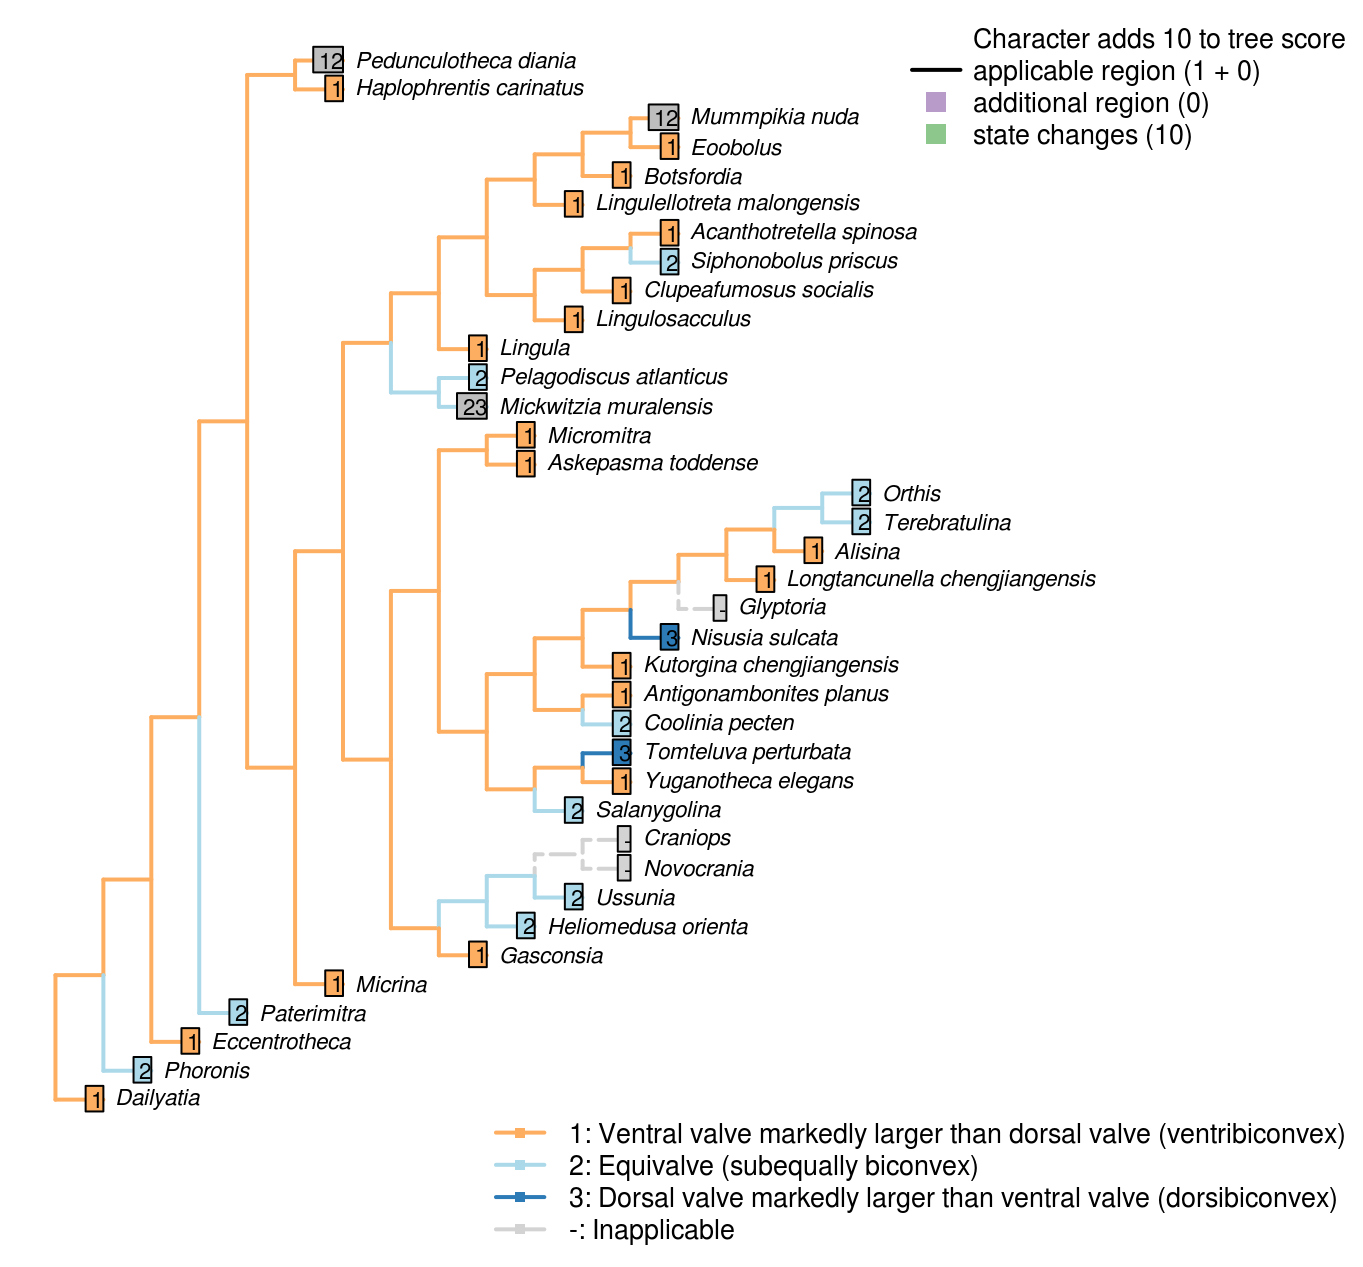 Character adds 10 to tree score
applicable region (1 + 0)
additional region (0)
state changes (10)
12 Pedunculotheca diania
1 Haplophrentis carinatus
12 Mummpikia nuda
1 Eoobolus
1 Botsfordia
1 Lingulellotreta malongensis
1 Acanthotretella spinosa
2 Siphonobolus priscus
1 Clupeafumosus socialis
1 Lingulosacculus
1 Lingula
2 Pelagodiscus atlanticus
23 Mickwitzia muralensis
1 Micromitra
1 Askepasma toddense
2 Orthis
2 Terebratulina
1 Alisina
1 Longtancunella chengjiangensis
- Glyptoria
3 Nisusia sulcata
1 Kutorgina chengjiangensis
1 Antigonambonites planus
2 Coolinia pecten
3 Tomteluva perturbata
1 Yuganotheca elegans
2 Salanygolina
- Craniops
- Novocrania
2 Ussunia
2 Heliomedusa orienta
1 Gasconsia
1 Micrina
2 Paterimitra
1 Eccentrotheca
2 Phoronis
1 Dailyatia
1: Ventral valve markedly larger than dorsal valve (ventribiconvex)
2: Equivalve (subequally biconvex)
3: Dorsal valve markedly larger than ventral valve (dorsibiconvex)
-: Inapplicable